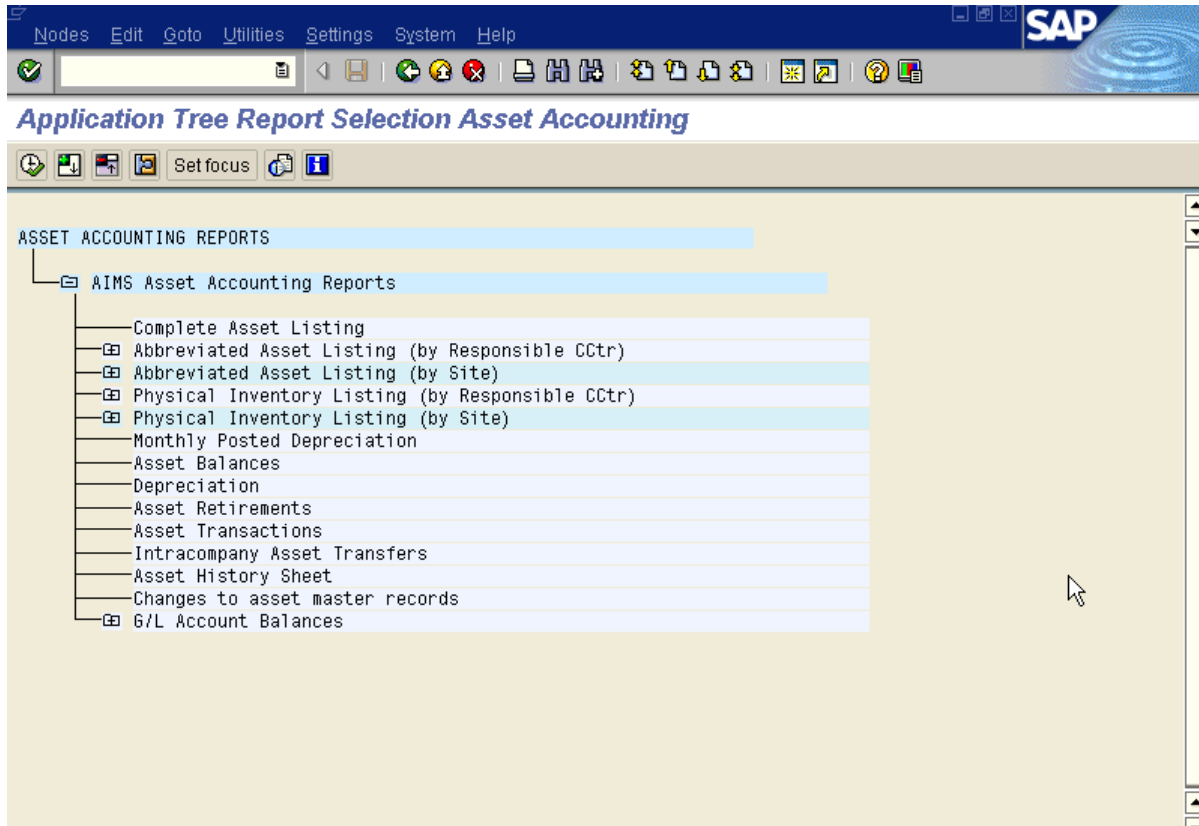 Nodes Edit Goto Utilities Settings System Help
SAP
Application Tree Report Selection Asset Accounting
Set focus
ASSET ACCOUNTING REPORTS
AIMS Asset Accounting Reports
Complete Asset Listing
Abbreviated Asset Listing (by Responsible CCtr)
Abbreviated Asset Listing (by Site)
Physical Inventory Listing (by Responsible CCtr)
Physical Inventory Listing (by Site)
Monthly Posted Depreciation
Asset Balances
Depreciation
Asset Retirements
Asset Transactions
Intracompany Asset Transfers
Asset History Sheet
Changes to asset master records
G/L Account Balances